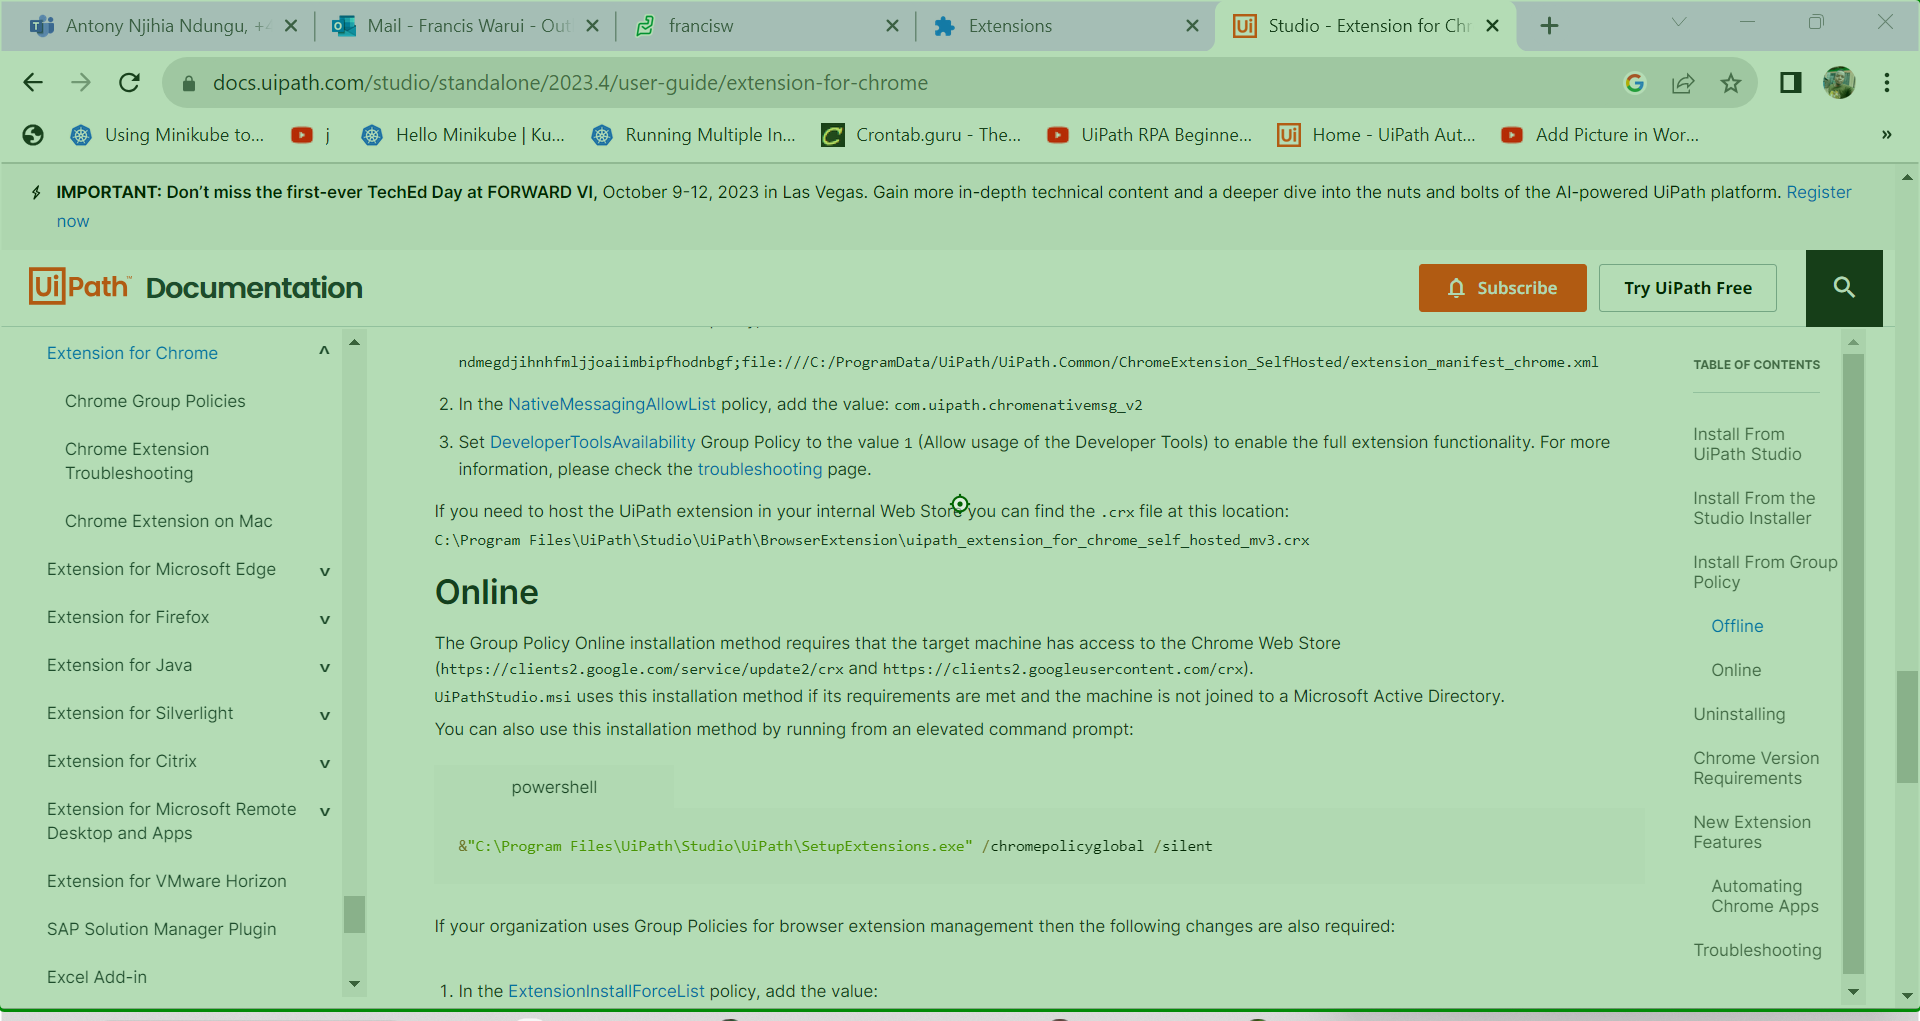 Antony Njihia Ndungu, +4
Mail - Francis Warui - Out
francisw
Extensions
Studio - Extension for Chr
docs.uipath.com/studio/standalone/2023.4/user-guide/extension-for-chrome
Using Minikube to...
j
Hello Minikube | Ku...
Running Multiple In...
Crontab.guru - The...
UiPath RPA Beginne...
Home - UiPath Aut...
Add Picture in Wor...
»
IMPORTANT: Don’t miss the first-ever TechEd Day at FORWARD VI, October 9-12, 2023 in Las Vegas. Gain more in-depth technical content and a deeper dive into the nuts and bolts of the AI-powered UiPath platform. Register
now
UiPath™ Documentation
Subscribe
Try UiPath Free
Extension for Chrome
Chrome Group Policies
Chrome Extension
Troubleshooting
Chrome Extension on Mac
Extension for Microsoft Edge
Extension for Firefox
Extension for Java
Extension for Silverlight
Extension for Citrix
Extension for Microsoft Remote
Desktop and Apps
Extension for VMware Horizon
SAP Solution Manager Plugin
Excel Add-in
ndmegdjihnhfmljjoaiimbipfhodnbgf;file:///C:/ProgramData/UiPath/UiPath.Common/ChromeExtension_SelfHosted/extension_manifest_chrome.xml
2. In the NativeMessagingAllowList policy, add the value: com.uipath.chromenativemsg_v2
3. Set DeveloperToolsAvailability Group Policy to the value 1 (Allow usage of the Developer Tools) to enable the full extension functionality. For more
information, please check the troubleshooting page.
If you need to host the UiPath extension in your internal Web Store you can find the .crx file at this location:
C:\Program Files\UiPath\Studio\UiPath\BrowserExtension\uipath_extension_for_chrome_self_hosted_mv3.crx
Online
The Group Policy Online installation method requires that the target machine has access to the Chrome Web Store
(https://clients2.google.com/service/update2/crx and https://clients2.googleusercontent.com/crx).
UiPathStudio.msi uses this installation method if its requirements are met and the machine is not joined to a Microsoft Active Directory.
You can also use this installation method by running from an elevated command prompt:
powershell
&"C:\Program Files\UiPath\Studio\UiPath\SetupExtensions.exe" /chromepolicyglobal /silent
If your organization uses Group Policies for browser extension management then the following changes are also required:
1. In the ExtensionInstallForceList policy, add the value:
TABLE OF CONTENTS
Install From
UiPath Studio
Install From the
Studio Installer
Install From Group
Policy
Offline
Online
Uninstalling
Chrome Version
Requirements
New Extension
Features
Automating
Chrome Apps
Troubleshooting